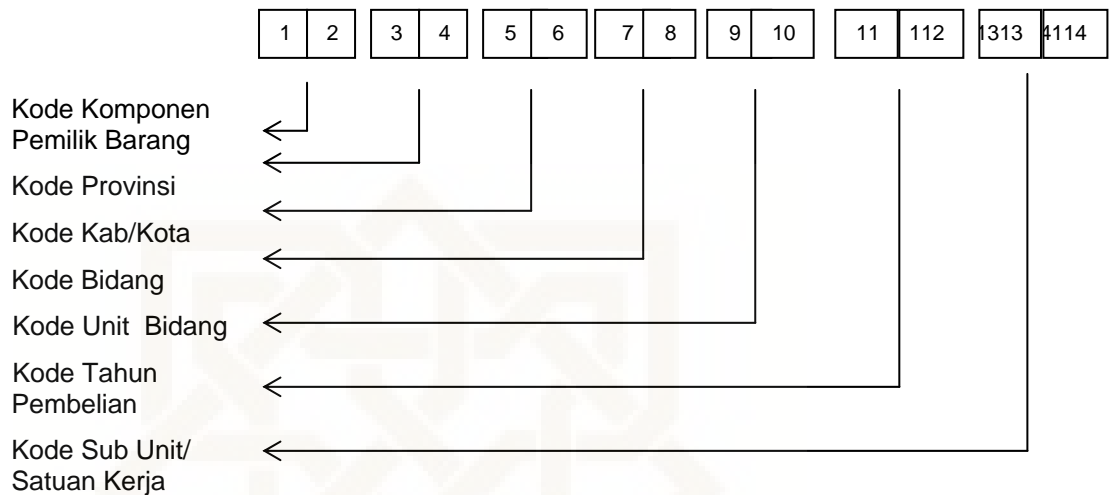 1 2 3 4 5 6 7 8 9 10 11 112 1313 4114
Kode Komponen
Pemilik Barang
Kode Provinsi
Kode Kab/Kota
Kode Bidang
Kode Unit Bidang
Kode Tahun
Pembelian
Kode Sub Unit/
Satuan Kerja